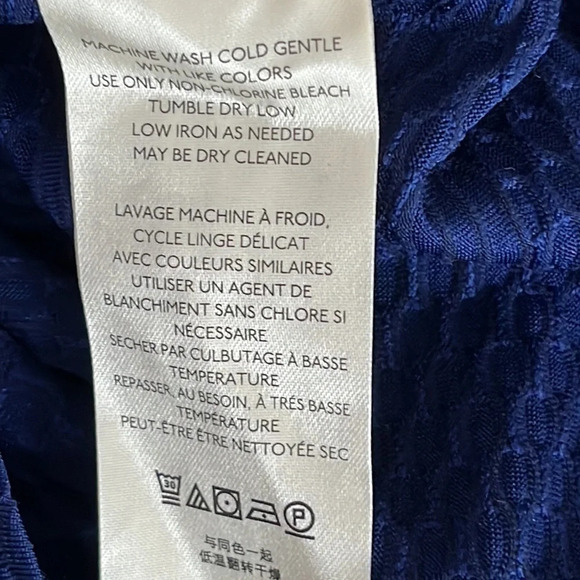 MACHINE WASH COLD GENTLE
WITH LIKE COLORS
USE ONLY NON-CHLORINE BLEACH
TUMBLE DRY LOW
LOW IRON AS NEEDED
MAY BE DRY CLEANED
LAVAGE MACHINE À FROID,
CYCLE LINGE DÉLICAT
AVEC COULEURS SIMILAIRES
UTILISER UN AGENT DE
BLANCHIMENT SANS CHLORE SI
NÉCESSAIRE
SECHER PAR CULBUTAGE À BASSE
TEMPERATURE
REPASSER, AU BESOIN, À TRÉS BASSE
TEMPÉRATURE
PEUT-ÊTRE ÊTRE NETTOYÉE SEC
30 P
与同色一起
低温翻转干燥